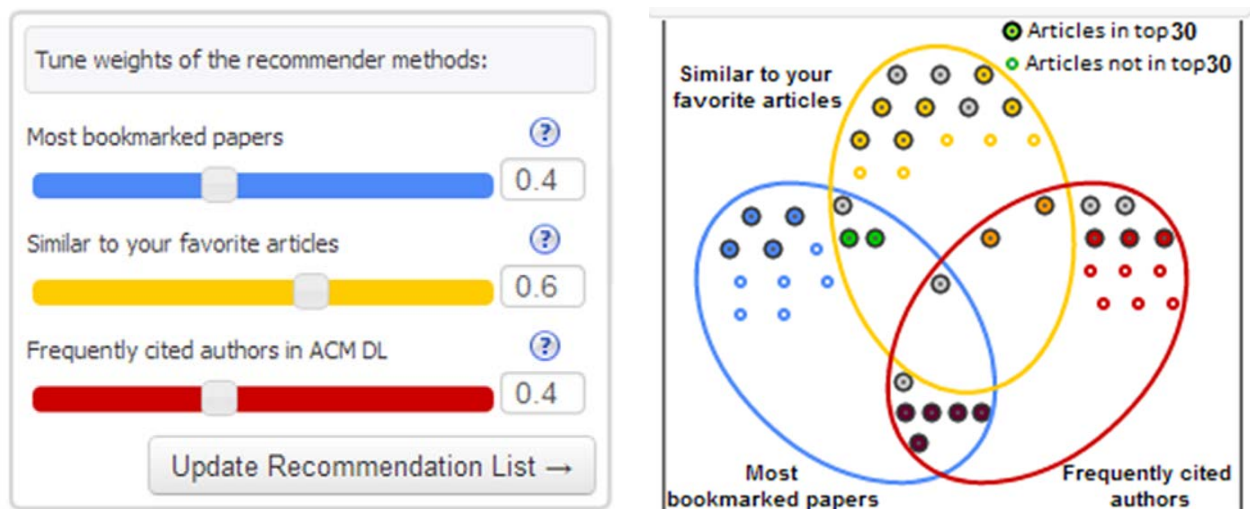 Tune weights of the recommender methods:
Most bookmarked papers
?
0.4
Similar to your favorite articles
?
0.6
Frequently cited authors in ACM DL
?
0.4
Update Recommendation List →
Articles in top30
Articles not in top30
Similar to your
favorite articles
Most
bookmarked papers
Frequently cited
authors